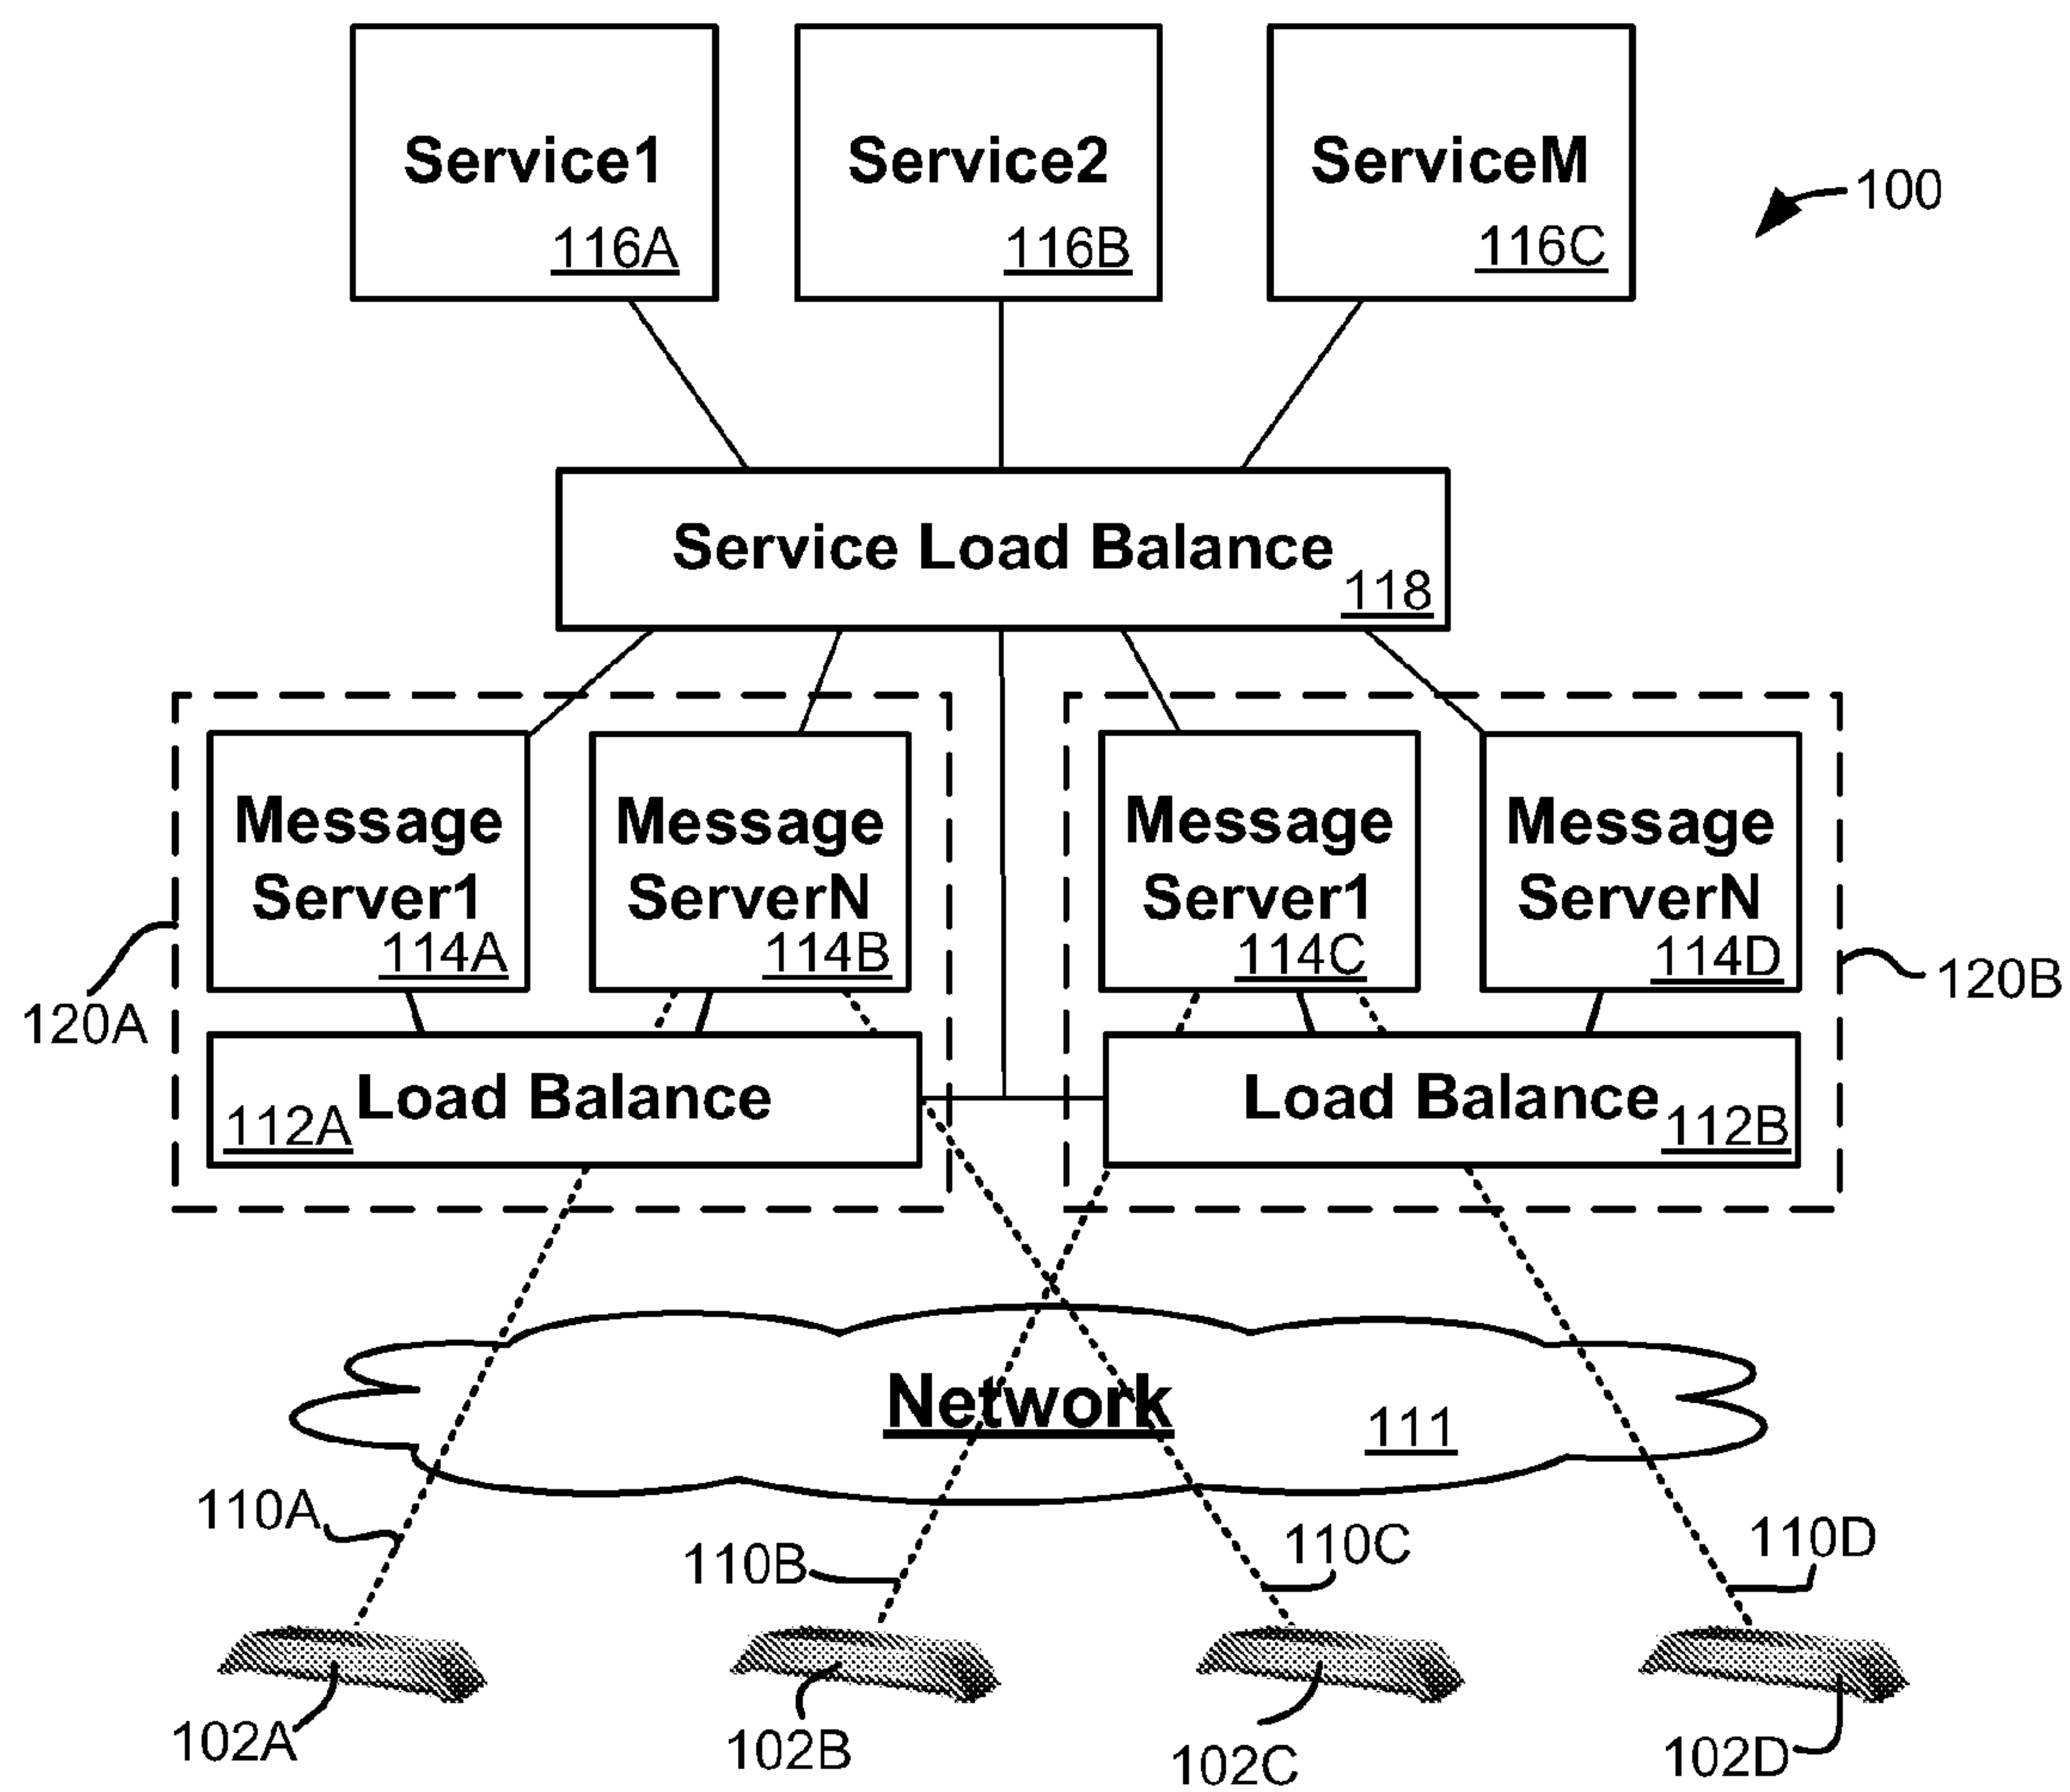 Service1
116A
Service2
116B
ServiceM
116C
100
Service Load Balance
118
Message
Server1
114A
Message
ServerN
114B
Message
Server1
114C
Message
ServerN
114D
120A
120B
Load Balance
112A
Load Balance
112B
Network
111
110A
110B
110C
110D
102A
102B
102C
102D